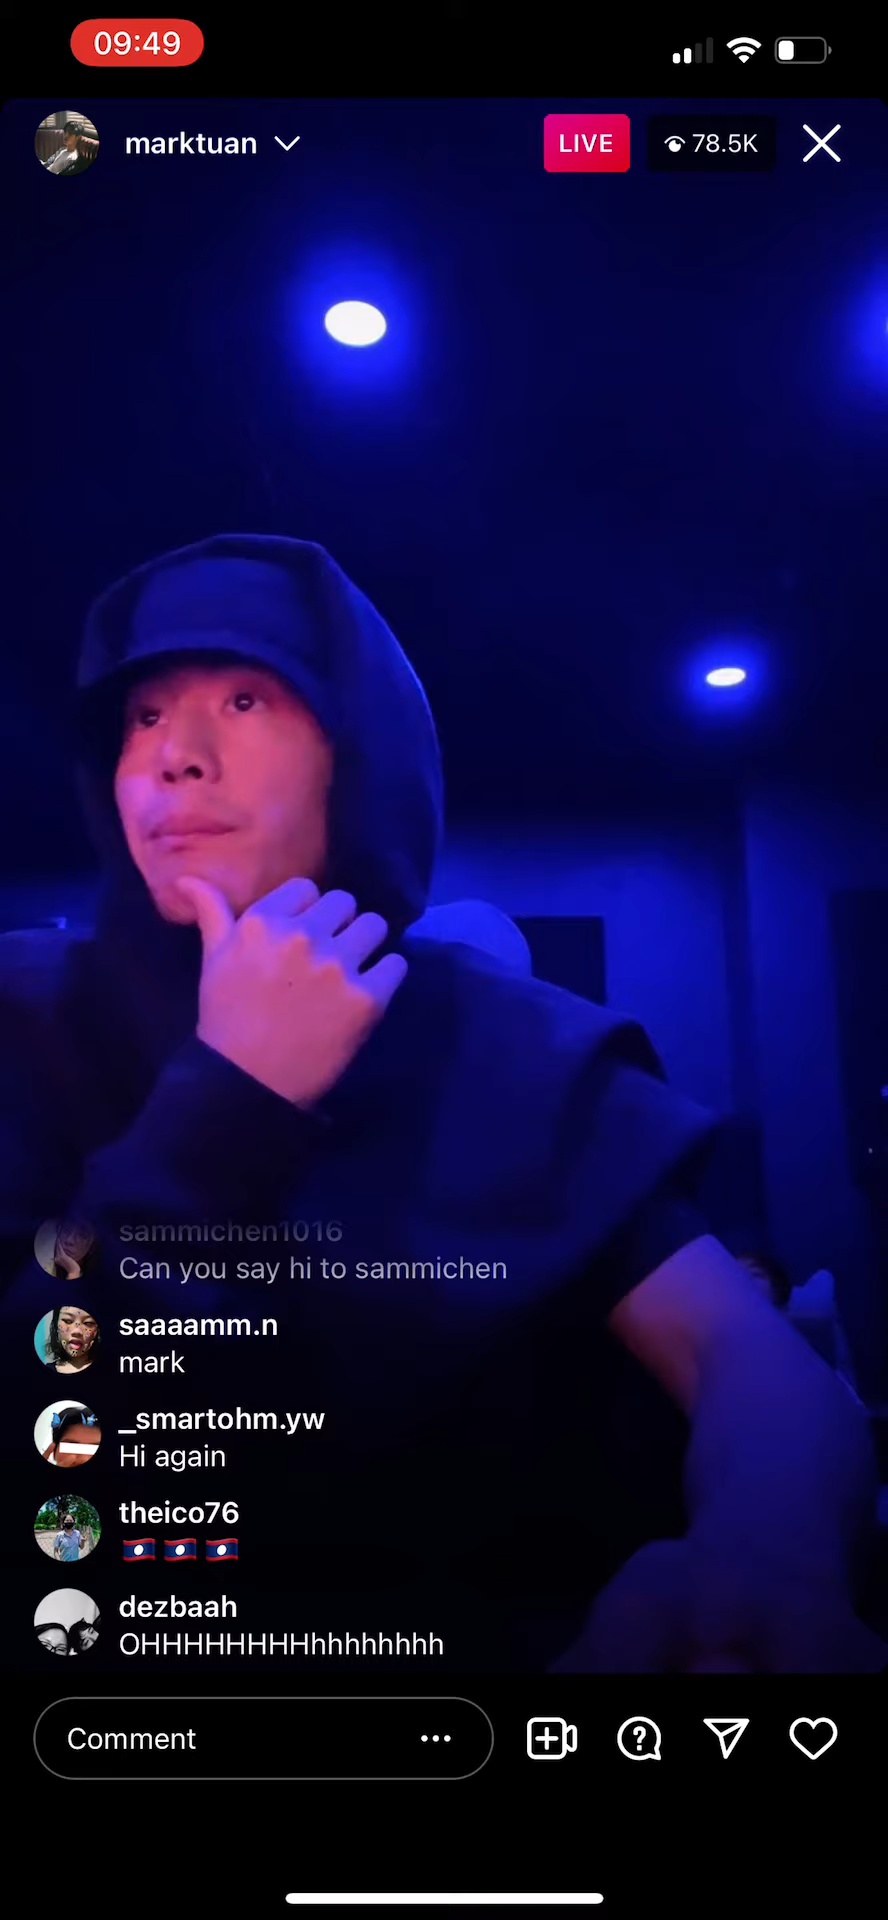 09:49
marktuan
LIVE
78.5K
sammichen1016
Can you say hi to sammichen
saaaamm.n
mark
_smartohm.yw
Hi again
theico76
🇱🇦🇱🇦🇱🇦
dezbaah
OHHHHHHHHhhhhhhhh
Comment